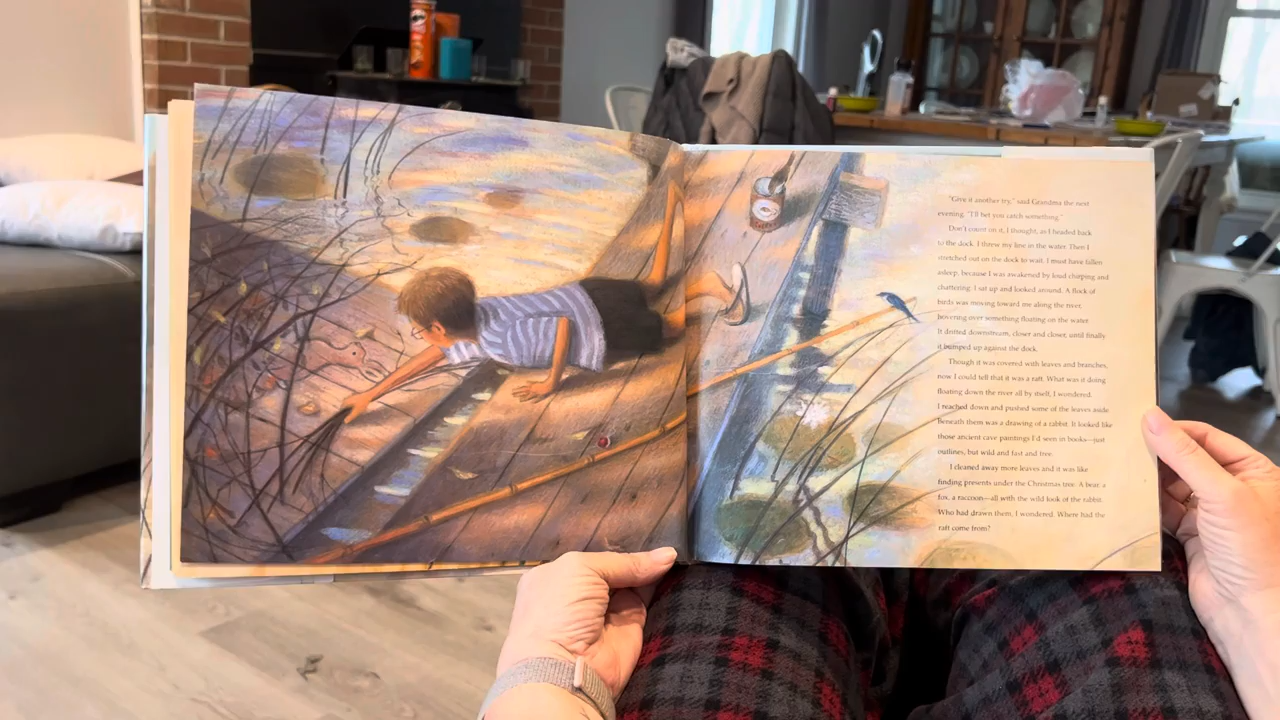 Pringles
"Give it another try," said Grandma the next
evening. "I'll bet you catch something."
Don't count on it, I thought, as I headed back
to the dock. I threw my line in the water. Then I
stretched out on the dock to wait. I must have fallen
asleep, because I was awakened by loud chirping and
chattering. I sat up and looked around. A flock of
birds was moving toward me along the river,
hovering over something floating on the water.
It drifted downstream, closer and closer, until finally
it bumped up against the dock.
Though it was covered with leaves and branches,
now I could tell that it was a raft. What was it doing
floating down the river all by itself, I wondered.
I reached down and pushed some of the leaves aside.
Beneath them was a drawing of a rabbit. It looked like
those ancient cave paintings I'd seen in books—just
outlines, but wild and fast and free.
I cleaned away more leaves and it was like
finding presents under the Christmas tree. A bear, a
fox, a raccoon—all with the wild look of the rabbit.
Who had drawn them, I wondered. Where had the
raft come from?